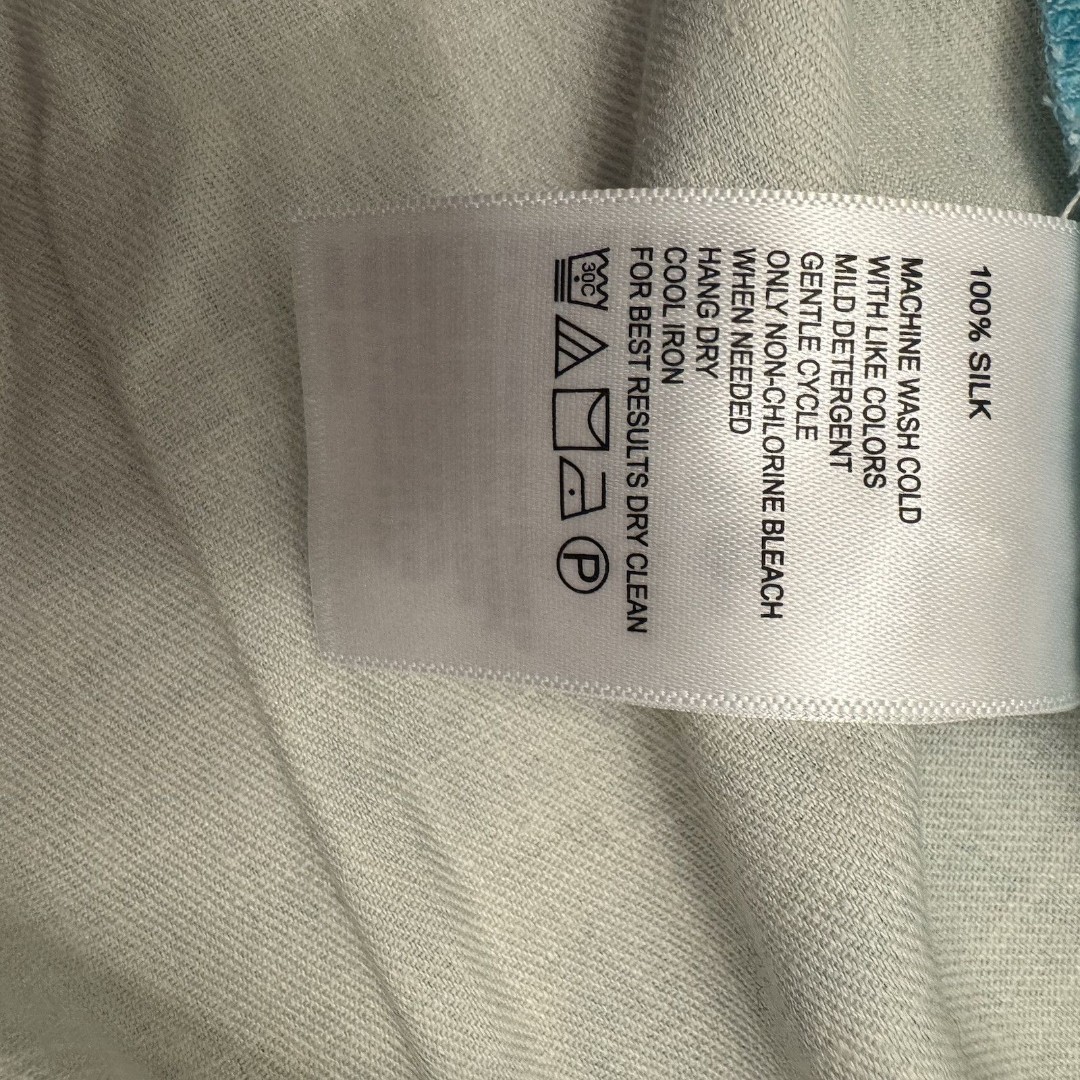 100% SILK
MACHINE WASH COLD
WITH LIKE COLORS
MILD DETERGENT
GENTLE CYCLE
ONLY NON-CHLORINE BLEACH
WHEN NEEDED
HANG DRY
COOL IRON
FOR BEST RESULTS DRY CLEAN
30C P